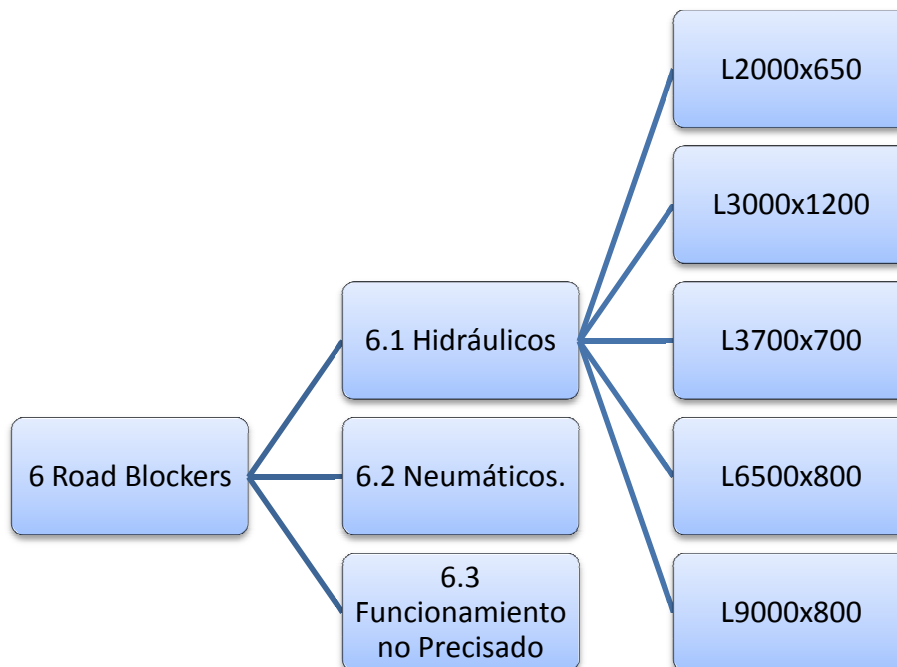 6 Road Blockers
6.1 Hidráulicos
L2000x650
L3000x1200
L3700x700
L6500x800
L9000x800
6.2 Neumáticos.
6.3
Funcionamiento
no Precisado